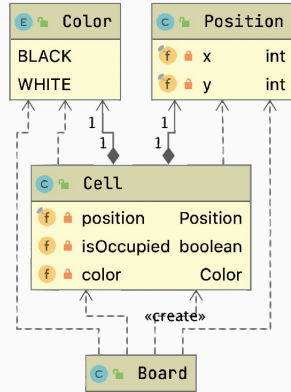 E Color
BLACK
WHITE
C Position
f x int
f y int
1 1
1 1
C Cell
f position Position
f isOccupied boolean
f color Color
«create»
C Board